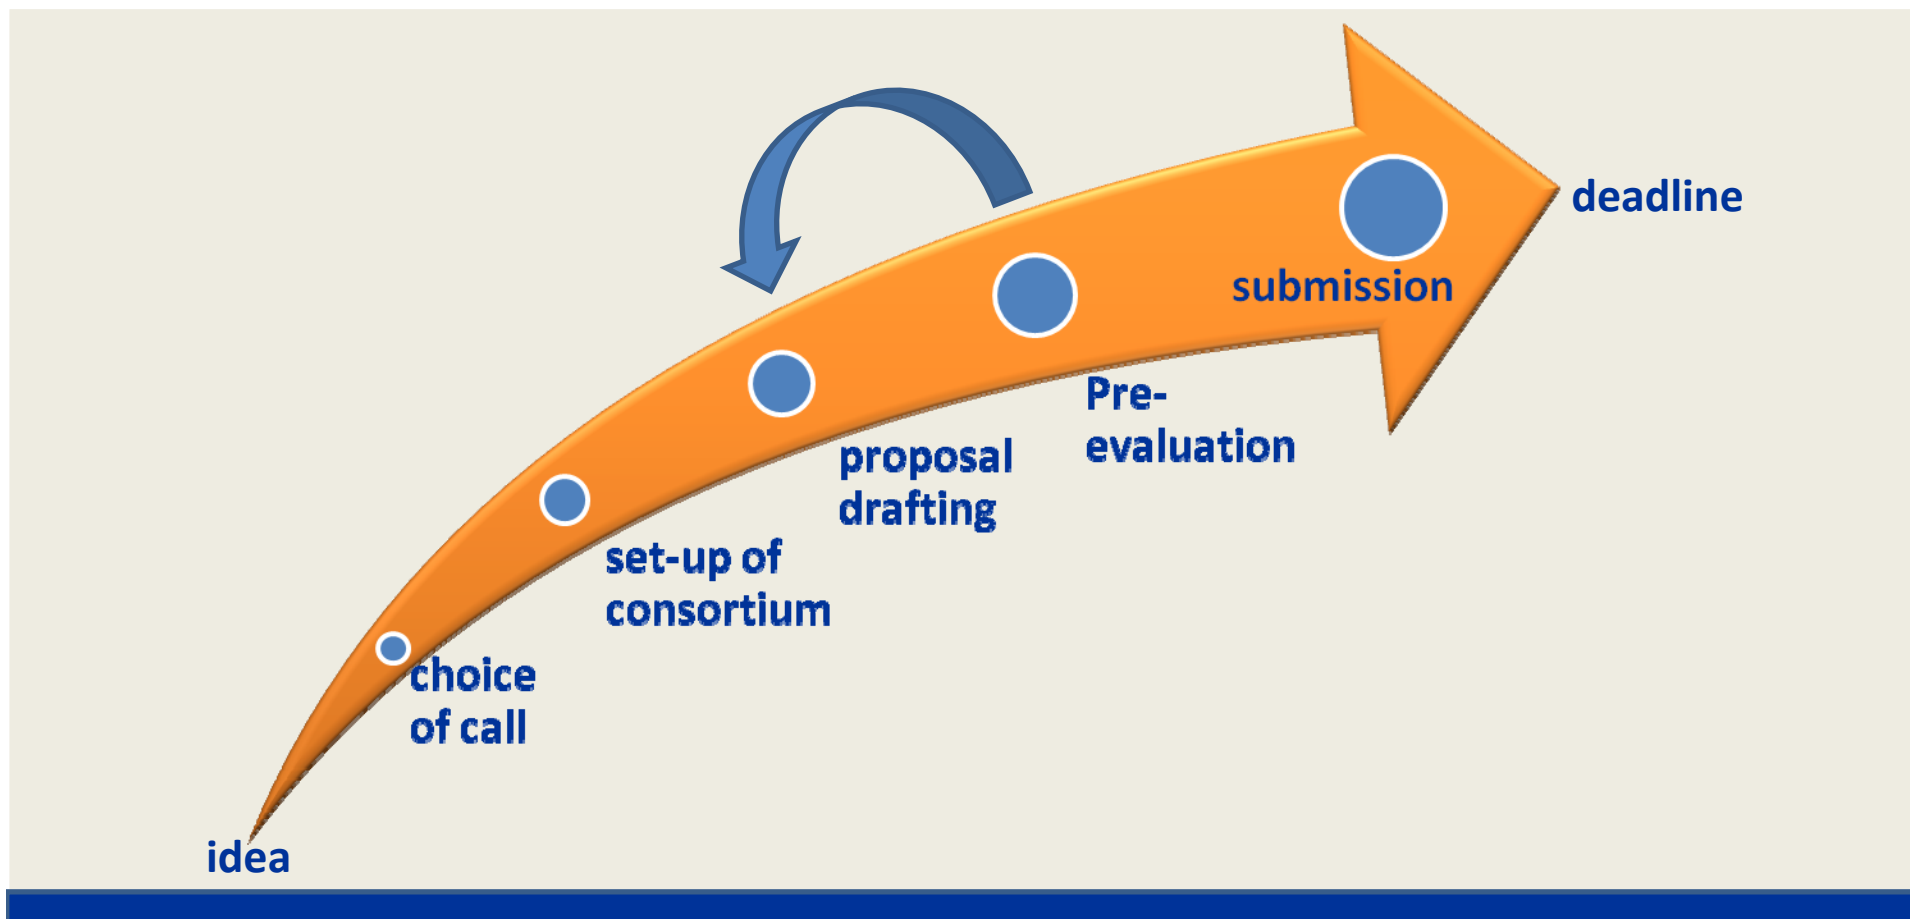 idea
choice
of call
set-up of
consortium
proposal
drafting
Pre-
evaluation
submission
deadline